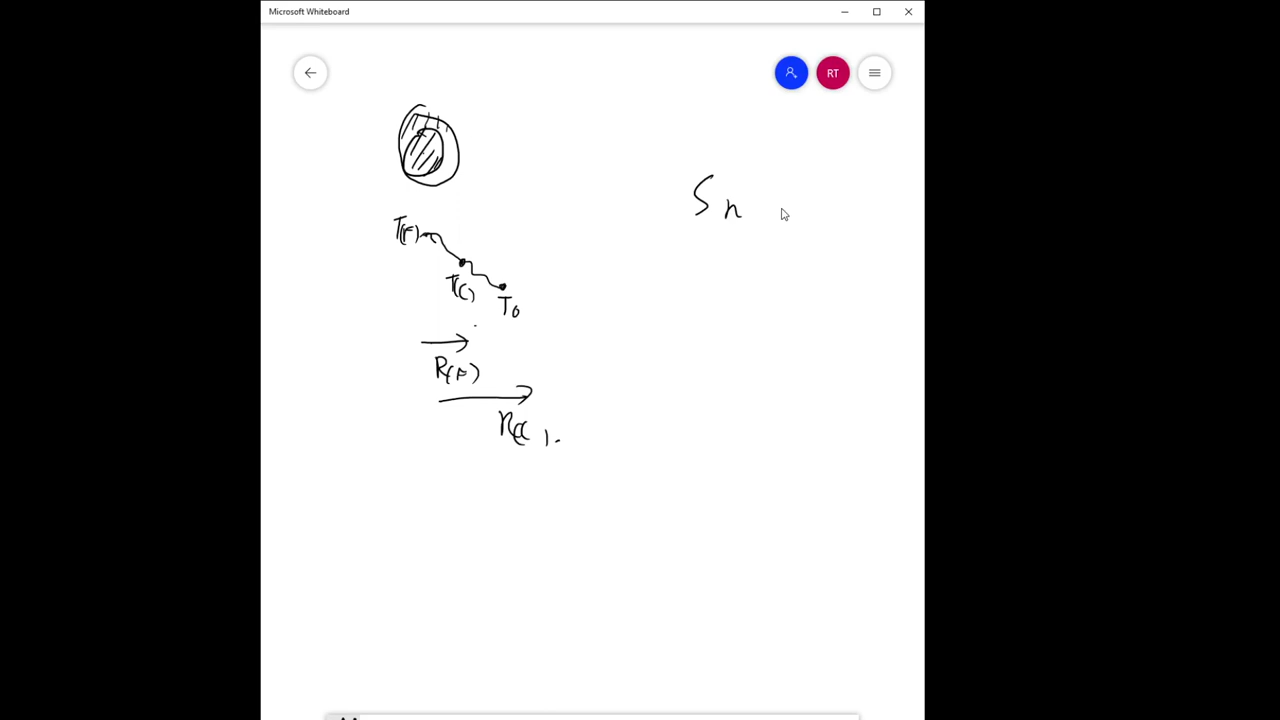 Microsoft Whiteboard
RT
Sn
T(F)
T(C)
T0
R(F)
R(C).